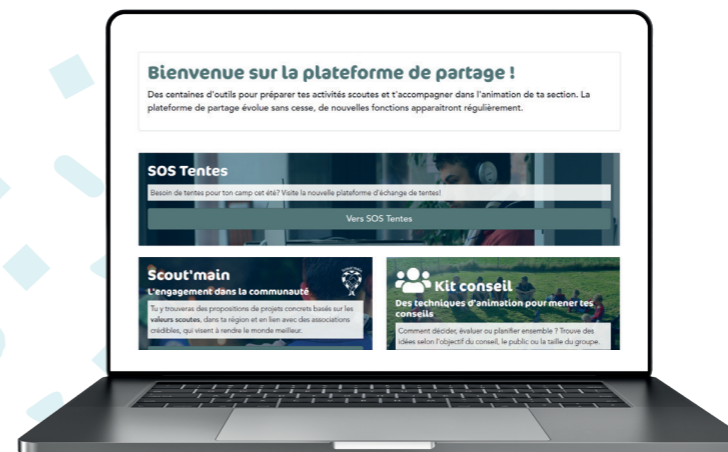 Bienvenue sur la plateforme de partage !
Des centaines d'outils pour préparer tes activités scoutes et t'accompagner dans l'animation de ta section. La
plateforme de partage évolue sans cesse, de nouvelles fonctions apparaitront régulièrement.
SOS Tentes
Besoin de tentes pour ton camp cet été? Visite la nouvelle plateforme d'échange de tentes!
Vers SOS Tentes
Scout'main
L'engagement dans la communauté
Tu y trouveras des propositions de projets concrets basés sur les
valeurs scoutes, dans ta région et en lien avec des associations
crédibles, qui visent à rendre le monde meilleur.
Kit conseil
Des techniques d'animation pour mener tes
conseils
Comment décider, évaluer ou planifier ensemble ? Trouve des
idées selon l'objectif du conseil, le public ou la taille du groupe.